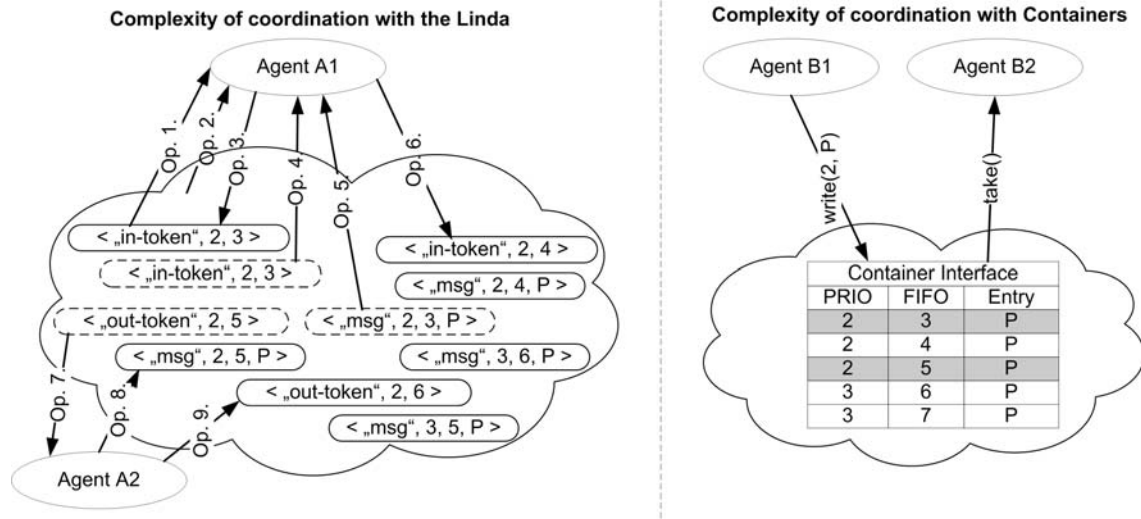 Complexity of coordination with the Linda
Agent A1
Op. 1.
Op. 2.
Op. 3.
Op. 4.
Op. 5.
Op. 6.
< „in-token“, 2, 3 >
< „in-token“, 2, 3 >
< „out-token“, 2, 5 >
< „msg“, 2, 5, P >
< „in-token“, 2, 4 >
< „msg“, 2, 4, P >
< „msg“, 2, 3, P >
< „msg“, 3, 6, P >
< „out-token“, 2, 6 >
< „msg“, 3, 5, P >
Op. 7.
Op. 8.
Op. 9.
Agent A2
Complexity of coordination with Containers
Agent B1
Agent B2
write(2, P)
take()
Container Interface
PRIO FIFO Entry
2 3 P
2 4 P
2 5 P
3 6 P
3 7 P